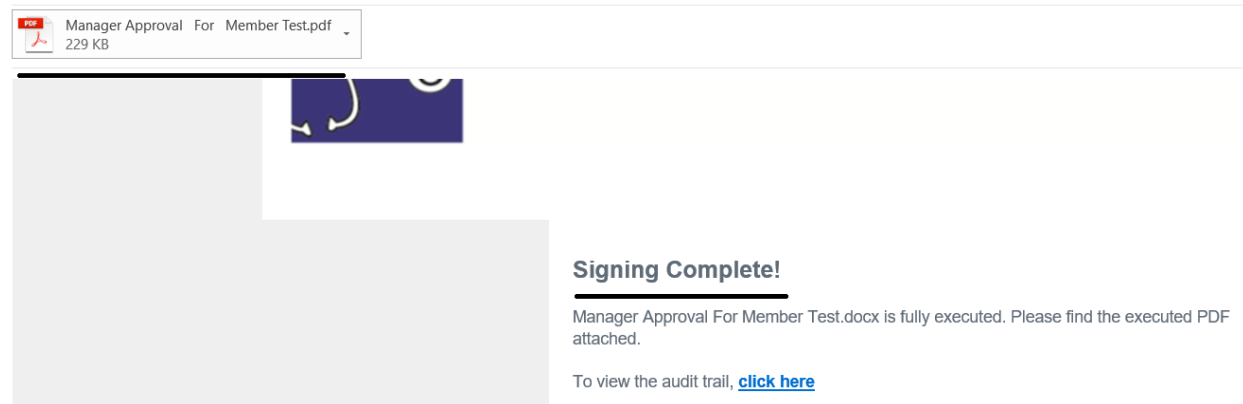 PDF
Manager Approval For Member Test.pdf
229 KB
Signing Complete!
Manager Approval For Member Test.docx is fully executed. Please find the executed PDF
attached.
To view the audit trail, click here